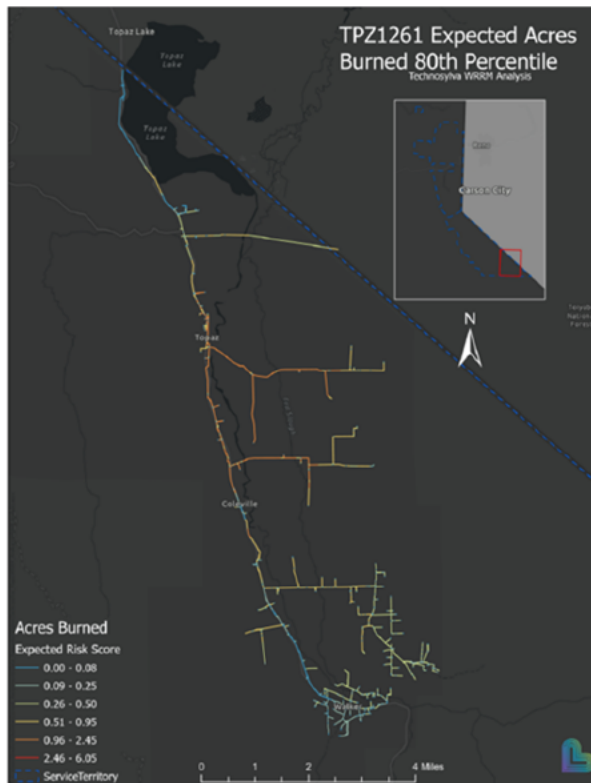 Topaz Lake
TPZ1261 Expected Acres
Burned 80th Percentile
Technosylva WRRM Analysis
Topaz
Lake
Topaz
Lake
Reno
Carson City
N
Topaz
Coleville
Walker
Acres Burned
Expected Risk Score
0.00 - 0.08
0.09 - 0.25
0.26 - 0.50
0.51 - 0.95
0.96 - 2.45
2.46 - 6.05
ServiceTerritory
0 1 2 4 Miles